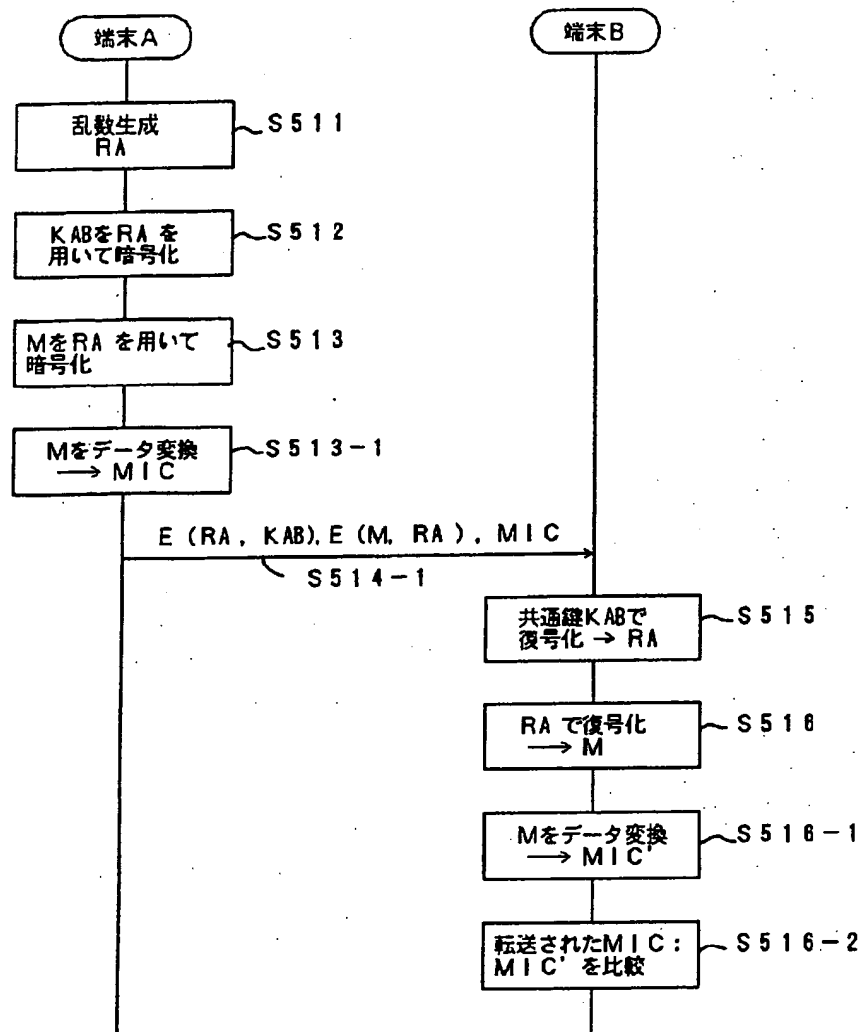 端末A
端末B
乱数生成
RA
S511
KABをRA を
用いて暗号化
S512
MをRA を用いて
暗号化
S513
Mをデータ変換
→ MIC
S513-1
E (RA, KAB), E (M, RA), MIC
S514-1
共通鍵KABで
復号化 → RA
S515
RA で復号化
→ M
S516
Mをデータ変換
→ MIC'
S516-1
転送されたMIC:
MIC' を比較
S516-2